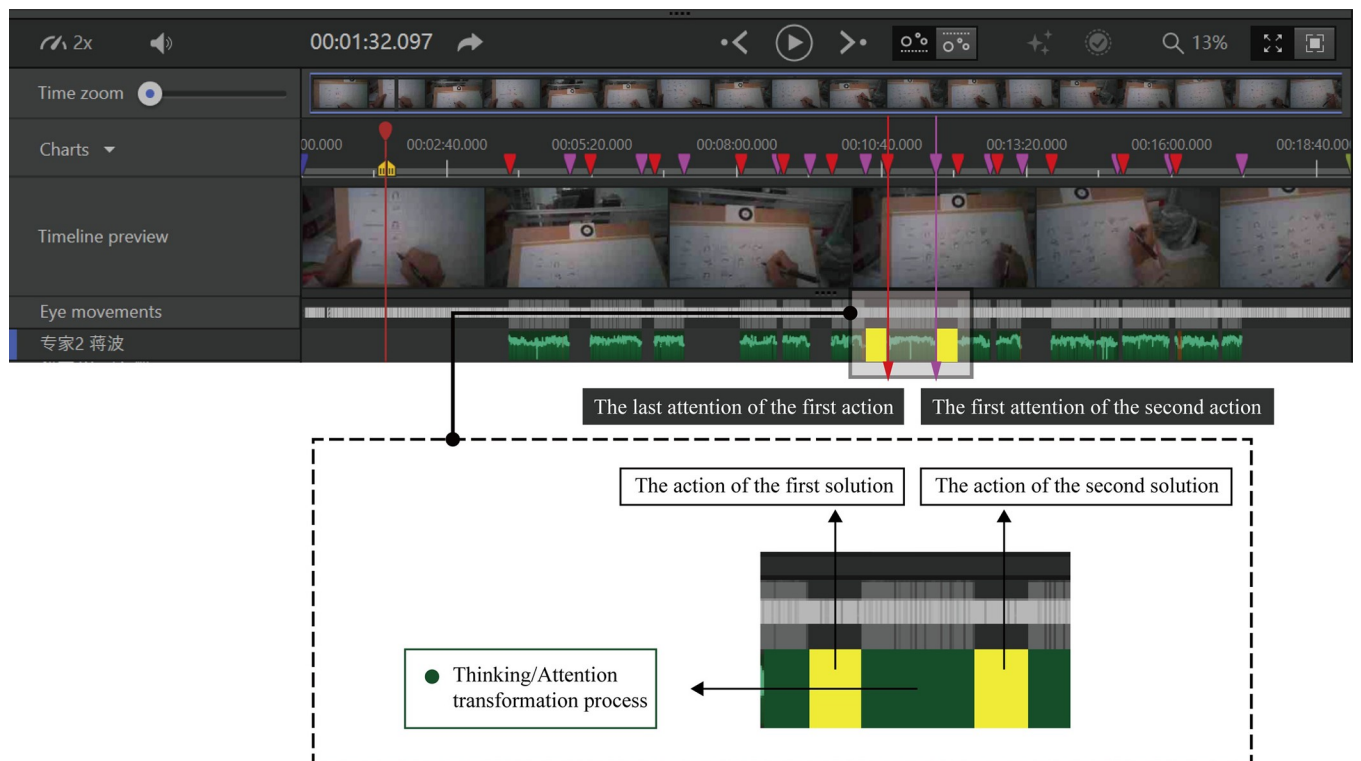 2x
00:01:32.097
13%
Time zoom
Charts
00.000
00:02:40.000
00:05:20.000
00:08:00.000
00:10:40.000
00:13:20.000
00:16:00.000
00:18:40.00
Timeline preview
Eye movements
专家2 蒋波
The last attention of the first action
The first attention of the second action
The action of the first solution
The action of the second solution
Thinking/Attention
transformation process